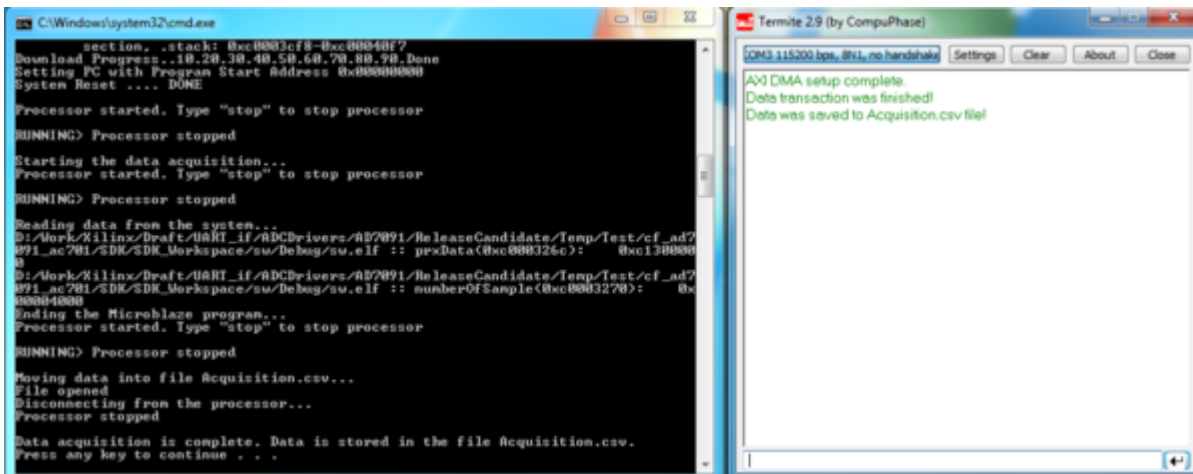 C:\Windows\system32\cmd.exe
section, .stack: 0xc0003cf8-0xc00040f7
Download Progress..10.20.30.40.50.60.70.80.90.Done
Setting PC with Program Start Address 0x00000000
System Reset .... DONE
Processor started. Type "stop" to stop processor
RUNNING> Processor stopped
Starting the data acquisition...
Processor started. Type "stop" to stop processor
RUNNING> Processor stopped
Reading data from the system...
D:/Work/Xilinx/Draft/UART_if/ADCDrivers/AD7091/ReleaseCandidate/Temp/Test/cf_ad7
091_ac701/SDK/SDK_Workspace/sw/Debug/sw.elf :: prxData(0xc000326c):    0xc130000
0
D:/Work/Xilinx/Draft/UART_if/ADCDrivers/AD7091/ReleaseCandidate/Temp/Test/cf_ad7
091_ac701/SDK/SDK_Workspace/sw/Debug/sw.elf :: numberOfSample(0xc0003270):    0x
00004000
Ending the Microblaze program...
Processor started. Type "stop" to stop processor
RUNNING> Processor stopped
Moving data into file Acquisition.csv...
File opened
Disconnecting from the processor...
Processor stopped
Data acquisition is complete. Data is stored in the file Acquisition.csv.
Press any key to continue . . .
Termite 2.9 (by CompuPhase)
COM3 115200 bps, 8N1, no handshake
Settings
Clear
About
Close
AXI DMA setup complete.
Data transaction was finished!
Data was saved to Acquisition.csv file!